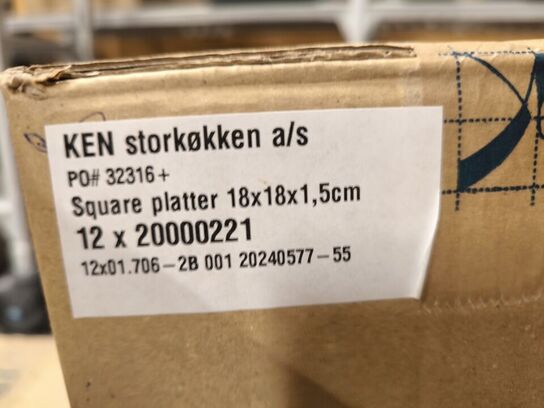 KEN storkøkken a/s
PO# 32316+
Square platter 18x18x1,5cm
12 x 20000221
12x01.706-2B 001 20240577-55